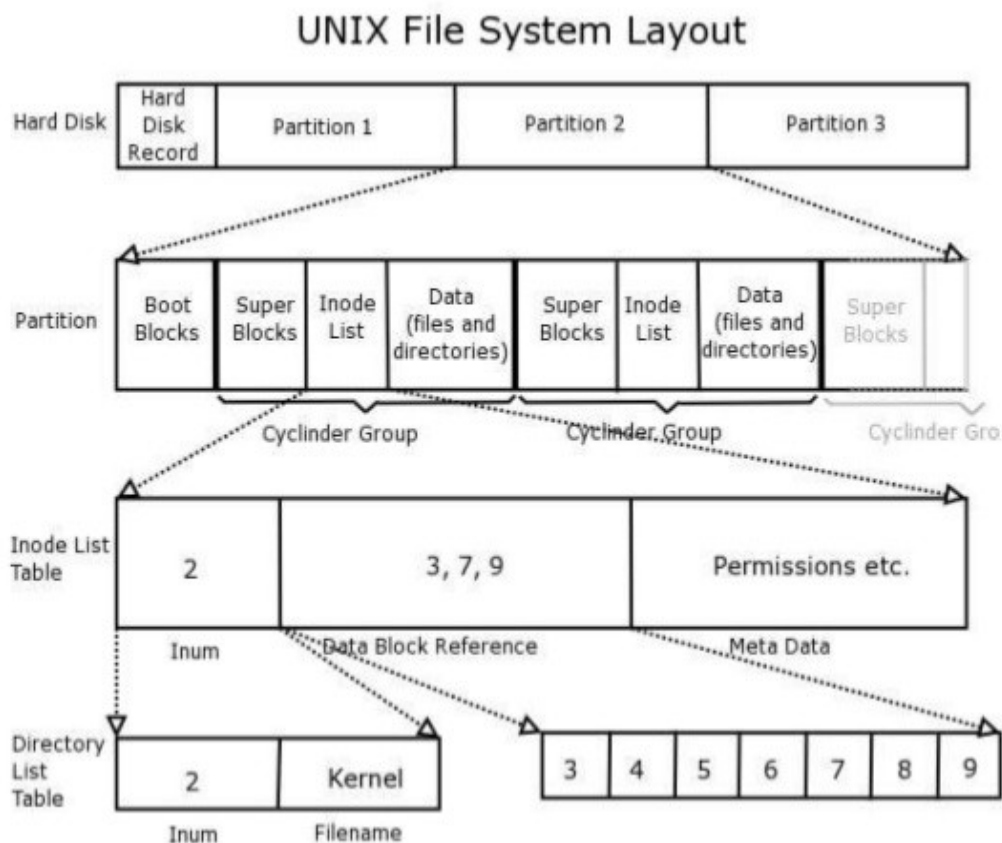 UNIX File System Layout
Hard Disk
Hard
Disk
Record
Partition 1
Partition 2
Partition 3
Partition
Boot
Blocks
Super
Blocks
Inode
List
Data
(files and
directories)
Super
Blocks
Inode
List
Data
(files and
directories)
Super
Blocks
Cyclinder Group
Cyclinder Group
Cyclinder Gro
Inode List
Table
2
3, 7, 9
Permissions etc.
Inum
Data Block Reference
Meta Data
Directory
List
Table
2
Kernel
3 4 5 6 7 8 9
Inum
Filename